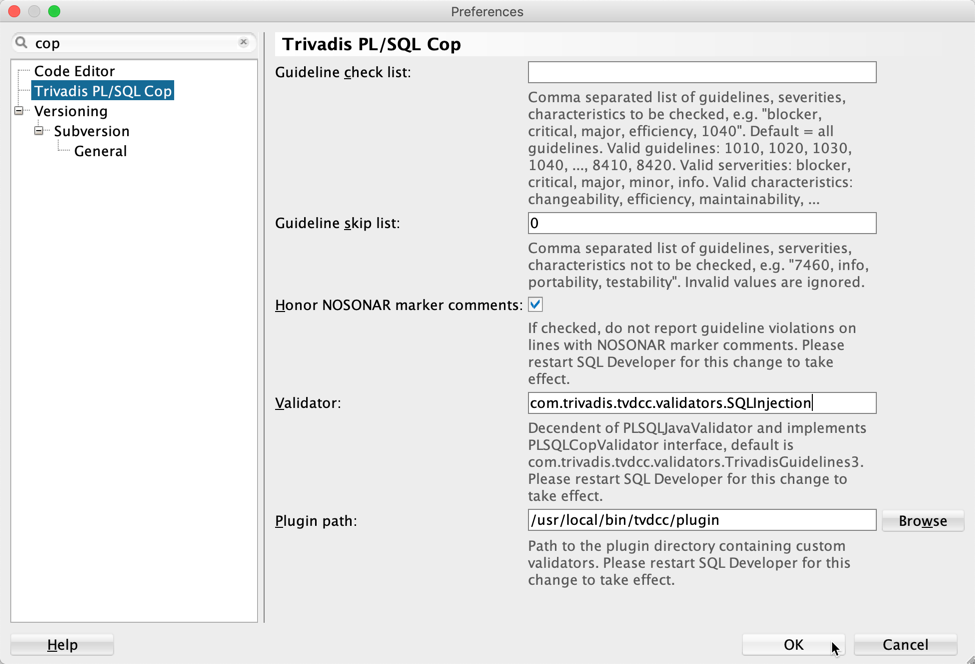 Preferences
cop
Code Editor
Trivadis PL/SQL Cop
Versioning
Subversion
General
Trivadis PL/SQL Cop
Guideline check list:
Comma separated list of guidelines, severities,
characteristics to be checked, e.g. "blocker,
critical, major, efficiency, 1040". Default = all
guidelines. Valid guidelines: 1010, 1020, 1030,
1040, ..., 8410, 8420. Valid serverities: blocker,
critical, major, minor, info. Valid characteristics:
changeability, efficiency, maintainability, ...
Guideline skip list: 0
Comma separated list of guidelines, serverities,
characteristics not to be checked, e.g. "7460, info,
portability, testability". Invalid values are ignored.
Honor NOSONAR marker comments:
If checked, do not report guideline violations on
lines with NOSONAR marker comments. Please
restart SQL Developer for this change to take
effect.
Validator: com.trivadis.tvdcc.validators.SQLInjection
Decendent of PLSQLJavaValidator and implements
PLSQLCopValidator interface, default is
com.trivadis.tvdcc.validators.TrivadisGuidelines3.
Please restart SQL Developer for this change to
take effect.
Plugin path: /usr/local/bin/tvdcc/plugin Browse
Path to the plugin directory containing custom
validators. Please restart SQL Developer for this
change to take effect.
Help OK Cancel